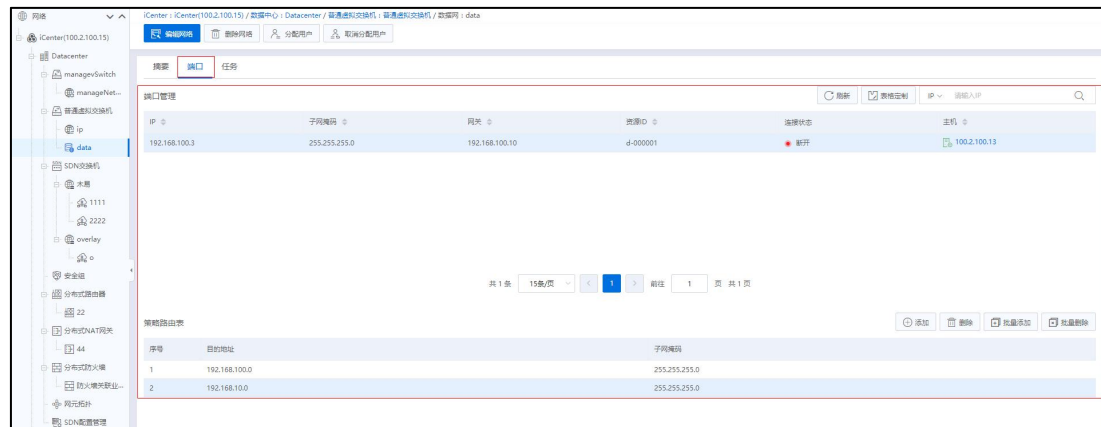 网络
iCenter(100.2.100.15)
Datacenter
managevSwitch
manageNet...
普通虚拟交换机
ip
data
SDN交换机
木易
1111
2222
overlay
o
安全组
分布式路由器
22
分布式NAT网关
44
分布式防火墙
防火墙关联业...
网元拓扑
SDN配置管理
iCenter : iCenter(100.2.100.15) / 数据中心 : Datacenter / 普通虚拟交换机 : 普通虚拟交换机 / 数据网 : data
编辑网络 删除网络 分配用户 取消分配用户
摘要 端口 任务
端口管理 刷新 表格定制 IP 请输入IP
IP 子网掩码 网关 资源ID 连接状态 主机
192.168.100.3 255.255.255.0 192.168.100.10 d-000001 断开 100.2.100.13
共 1 条 15条/页 < 1 > 前往 1 页 共 1 页
策略路由表 添加 删除 批量添加 批量删除
序号 目的地址 子网掩码
1 192.168.100.0 255.255.255.0
2 192.168.10.0 255.255.255.0